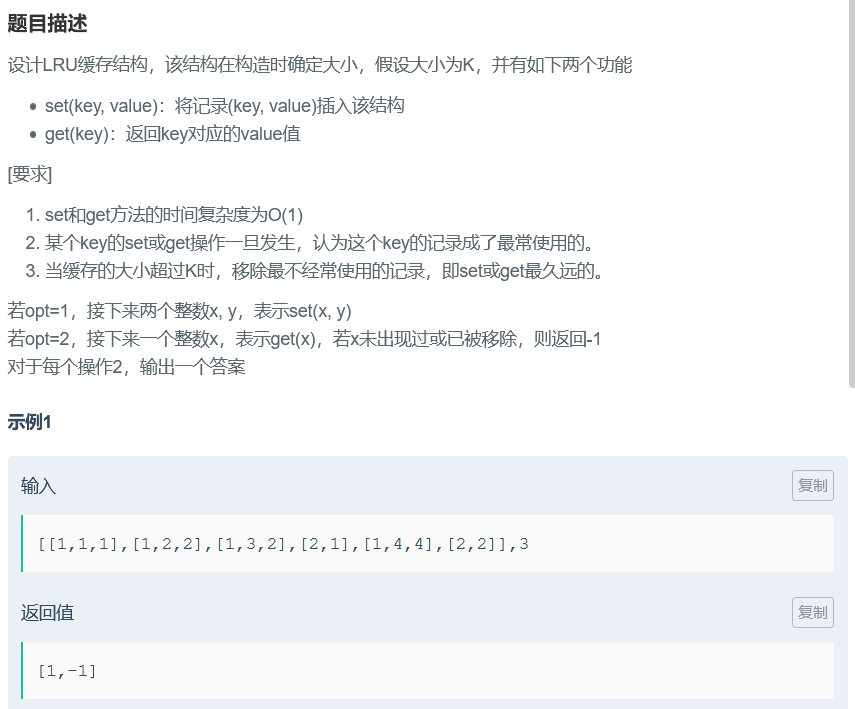 题目描述
设计LRU缓存结构，该结构在构造时确定大小，假设大小为K，并有如下两个功能
• set(key, value)：将记录(key, value)插入该结构
• get(key)：返回key对应的value值
[要求]
1. set和get方法的时间复杂度为O(1)
2. 某个key的set或get操作一旦发生，认为这个key的记录成了最常使用的。
3. 当缓存的大小超过K时，移除最不经常使用的记录，即set或get最久远的。
若opt=1，接下来两个整数x, y，表示set(x, y)
若opt=2，接下来一个整数x，表示get(x)，若x未出现过或已被移除，则返回-1
对于每个操作2，输出一个答案
示例1
输入
复制
[[1,1,1],[1,2,2],[1,3,2],[2,1],[1,4,4],[2,2]],3
返回值
复制
[1,-1]